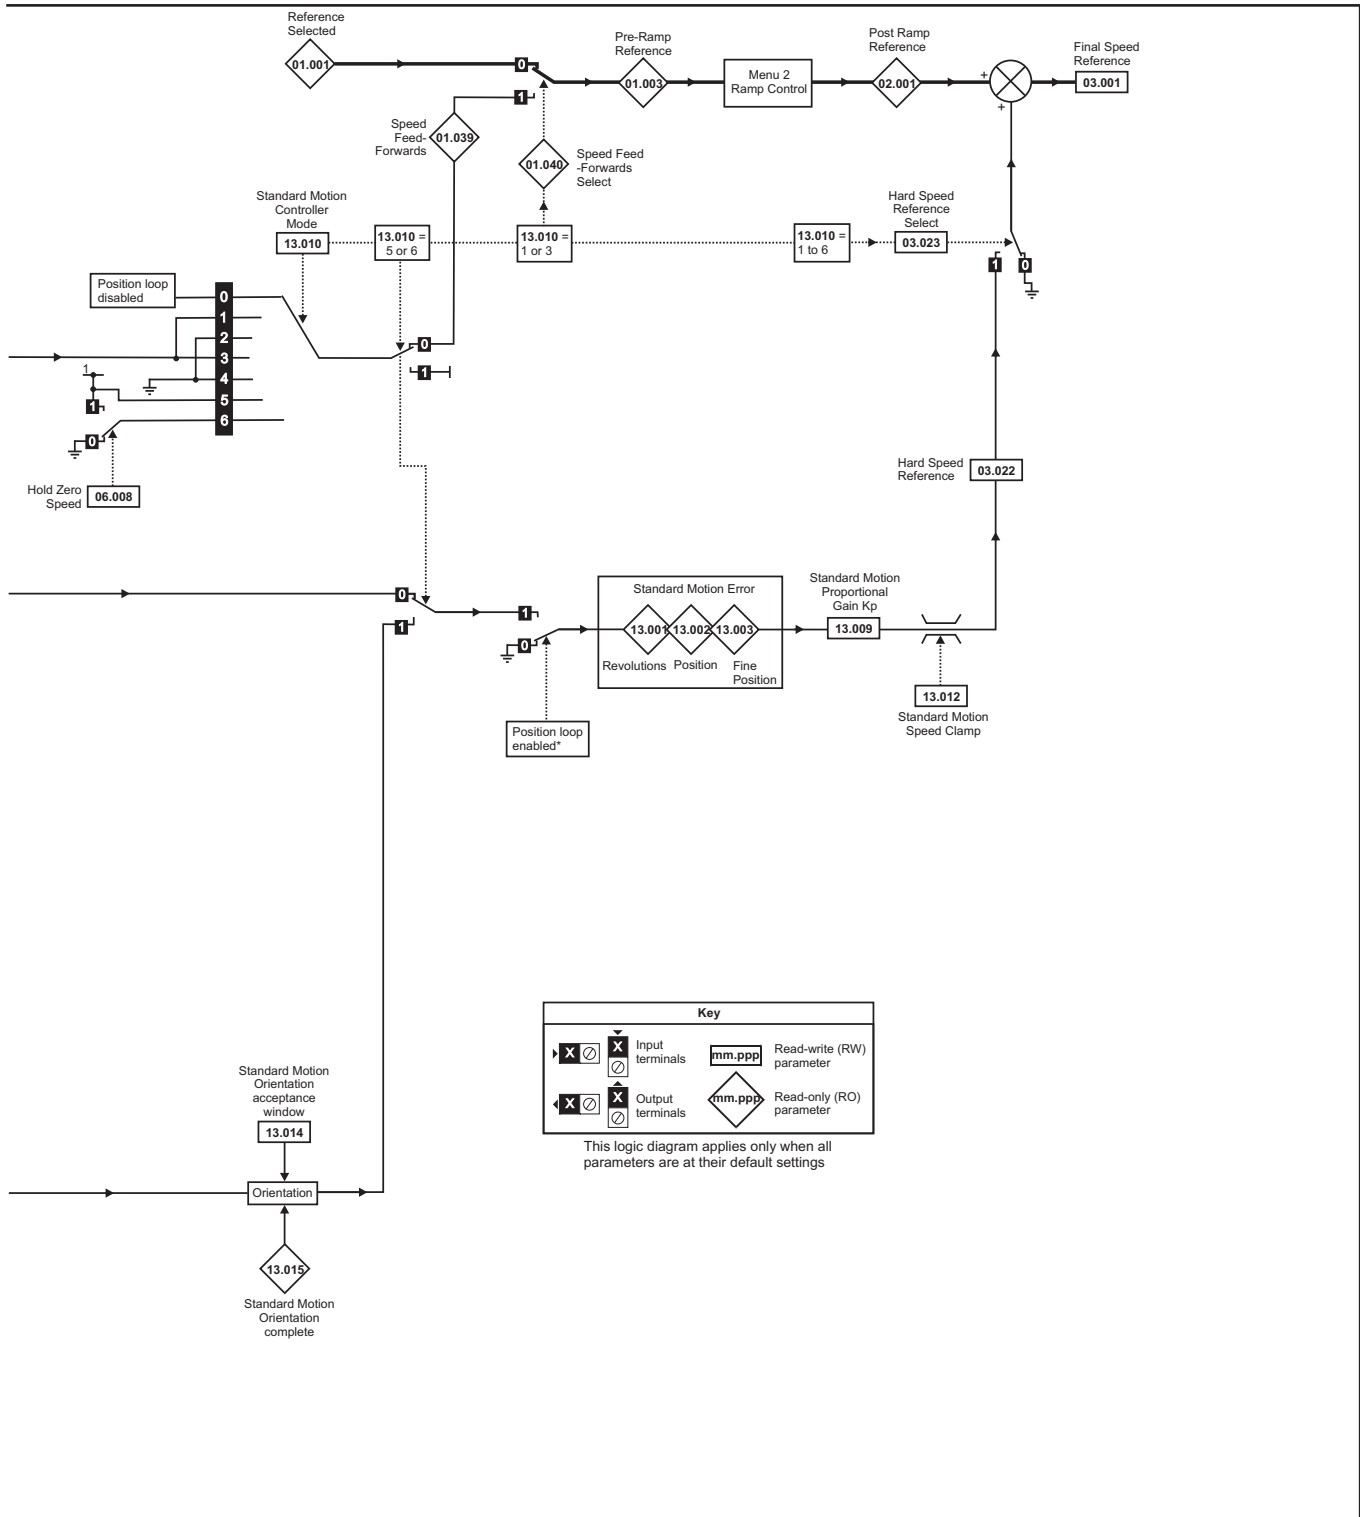 Reference
Selected
01.001
0
1
Pre-Ramp
Reference
01.003
Menu 2
Ramp Control
Post Ramp
Reference
02.001
+
+
Final Speed
Reference
03.001
Speed
Feed-
Forwards
01.039
01.040
Speed Feed
-Forwards
Select
Standard Motion
Controller
Mode
13.010
13.010 =
5 or 6
13.010 =
1 or 3
13.010 =
1 to 6
Hard Speed
Reference
Select
03.023
1
0
Position loop
disabled
0
1
2
3
4
5
6
0
1
1
1
0
Hold Zero
Speed
06.008
Hard Speed
Reference
03.022
0
1
1
0
Standard Motion Error
13.001
13.002
13.003
Revolutions
Position
Fine
Position
Standard Motion
Proportional
Gain Kp
13.009
13.012
Standard Motion
Speed Clamp
Position loop
enabled*
Key
X
X
Input
terminals
mm.ppp
Read-write (RW)
parameter
X
X
Output
terminals
mm.ppp
Read-only (RO)
parameter
This logic diagram applies only when all
parameters are at their default settings
Standard Motion
Orientation
acceptance
window
13.014
Orientation
13.015
Standard Motion
Orientation
complete